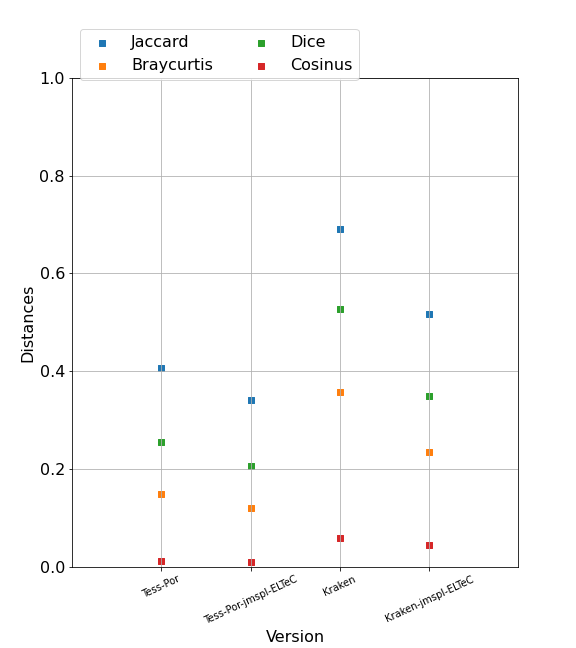 Jaccard Dice
Braycurtis Cosinus
1.0
0.8
0.6
0.4
0.2
0.0
Distances
Tess-Por
Tess-Por-jmspl-ELTeC
Kraken
Kraken-jmspl-ELTeC
Version